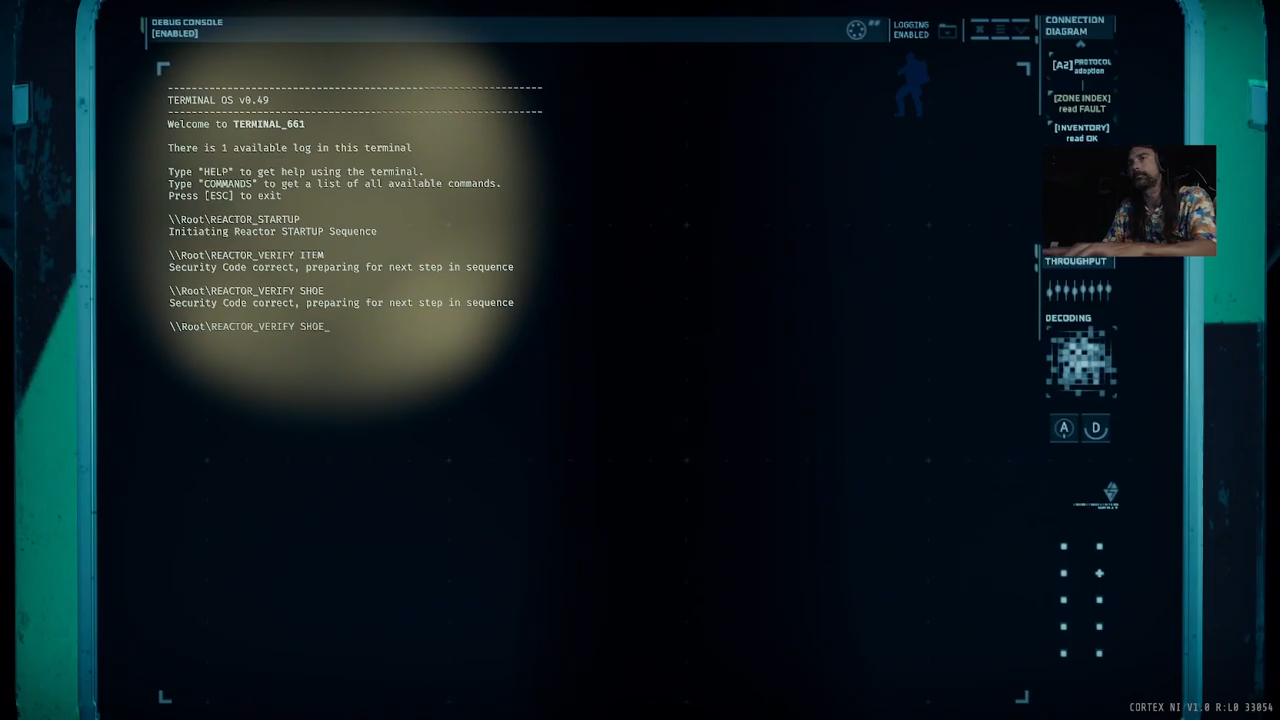 DEBUG CONSOLE
[ENABLED]
LOGGING
ENABLED
CONNECTION
DIAGRAM
[A2] PROTOCOL
adoption
[ZONE INDEX]
read FAULT
[INVENTORY]
read OK
----------------------------------------------------------------
TERMINAL OS v0.49
----------------------------------------------------------------
Welcome to TERMINAL_661
There is 1 available log in this terminal
Type "HELP" to get help using the terminal.
Type "COMMANDS" to get a list of all available commands.
Press [ESC] to exit
\\Root\REACTOR_STARTUP
Initiating Reactor STARTUP Sequence
\\Root\REACTOR_VERIFY ITEM
Security Code correct, preparing for next step in sequence
\\Root\REACTOR_VERIFY SHOE
Security Code correct, preparing for next step in sequence
\\Root\REACTOR_VERIFY SHOE_
THROUGHPUT
DECODING
A D
CORTEX NI V1.0 R:L0 33054